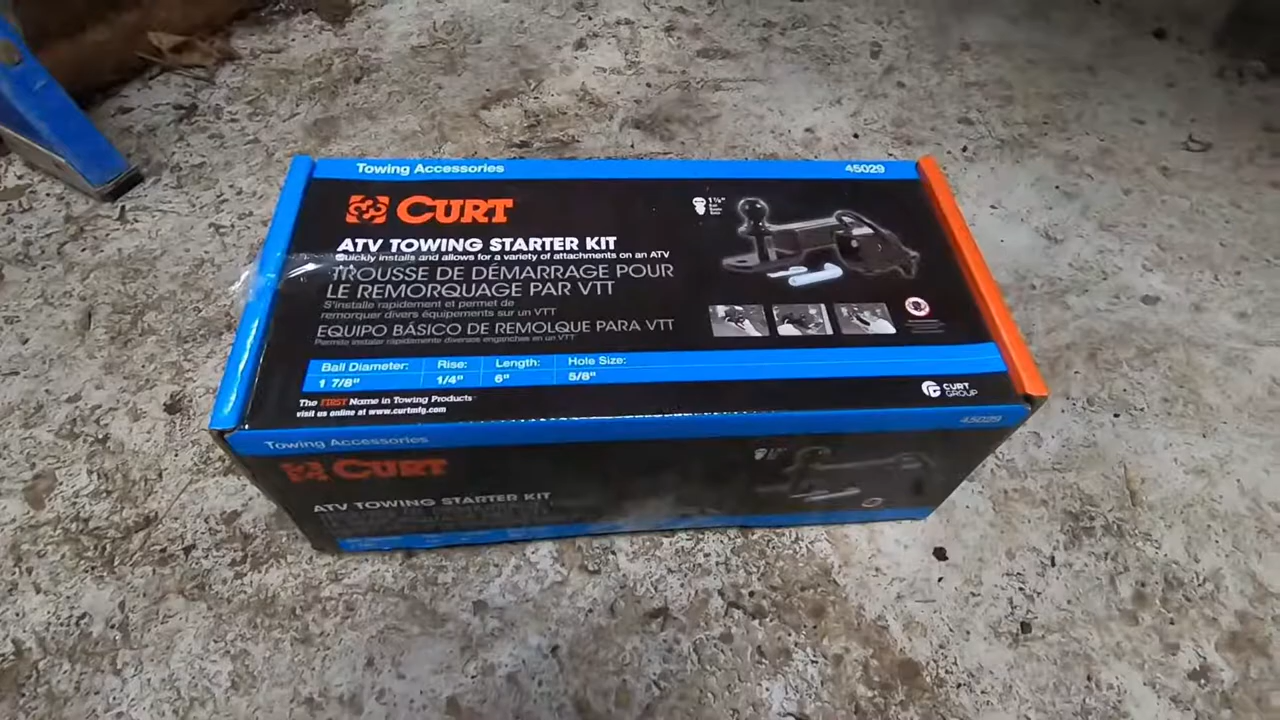 Towing Accessories 45029
CURT
1 7/8"
ATV TOWING STARTER KIT
Quickly installs and allows for a variety of attachments on an ATV
TROUSSE DE DÉMARRAGE POUR
LE REMORQUAGE PAR VTT
S'installe rapidement et permet de
remorquer divers équipements sur un VTT
EQUIPO BÁSICO DE REMOLQUE PARA VTT
Permite instalar rápidamente diversos enganches en un VTT
Ball Diameter: Rise: Length: Hole Size:
1 7/8" 1/4" 6" 5/8"
The FIRST Name in Towing Products
visit us online at www.curtmfg.com
CURT
GROUP
Towing Accessories 45029
CURT
ATV TOWING STARTER KIT